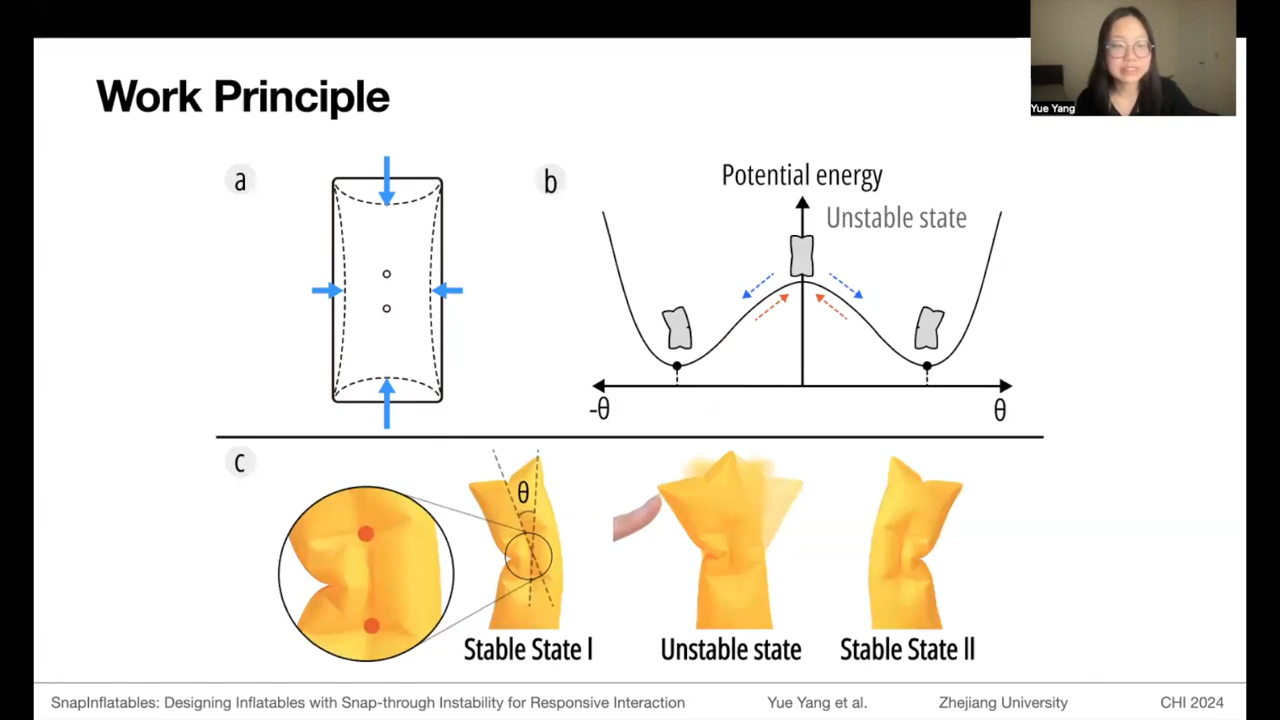 Yue Yang
Work Principle
a
b
Potential energy
Unstable state
-θ
θ
c
θ
Stable State I
Unstable state
Stable State II
SnapInflatables: Designing Inflatables with Snap-through Instability for Responsive Interaction
Yue Yang et al.
Zhejiang University
CHI 2024